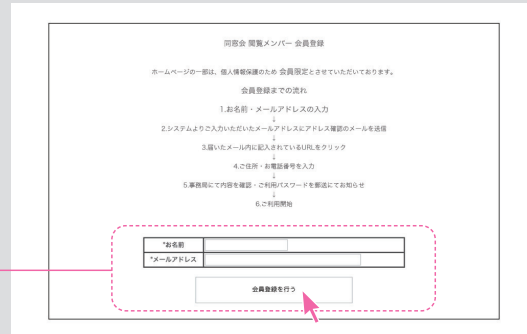 同窓会 閲覧メンバー 会員登録
ホームページの一部は、個人情報保護のため 会員限定とさせていただいております。
会員登録までの流れ
1.お名前・メールアドレスの入力
↓
2.システムよりご入力いただいたメールアドレスにアドレス確認のメールを送信
↓
3.届いたメール内に記入されているURLをクリック
↓
4.ご住所・お電話番号を入力
↓
5.事務局にて内容を確認・ご利用パスワードを郵送にてお知らせ
↓
6.ご利用開始
*お名前
*メールアドレス
会員登録を行う